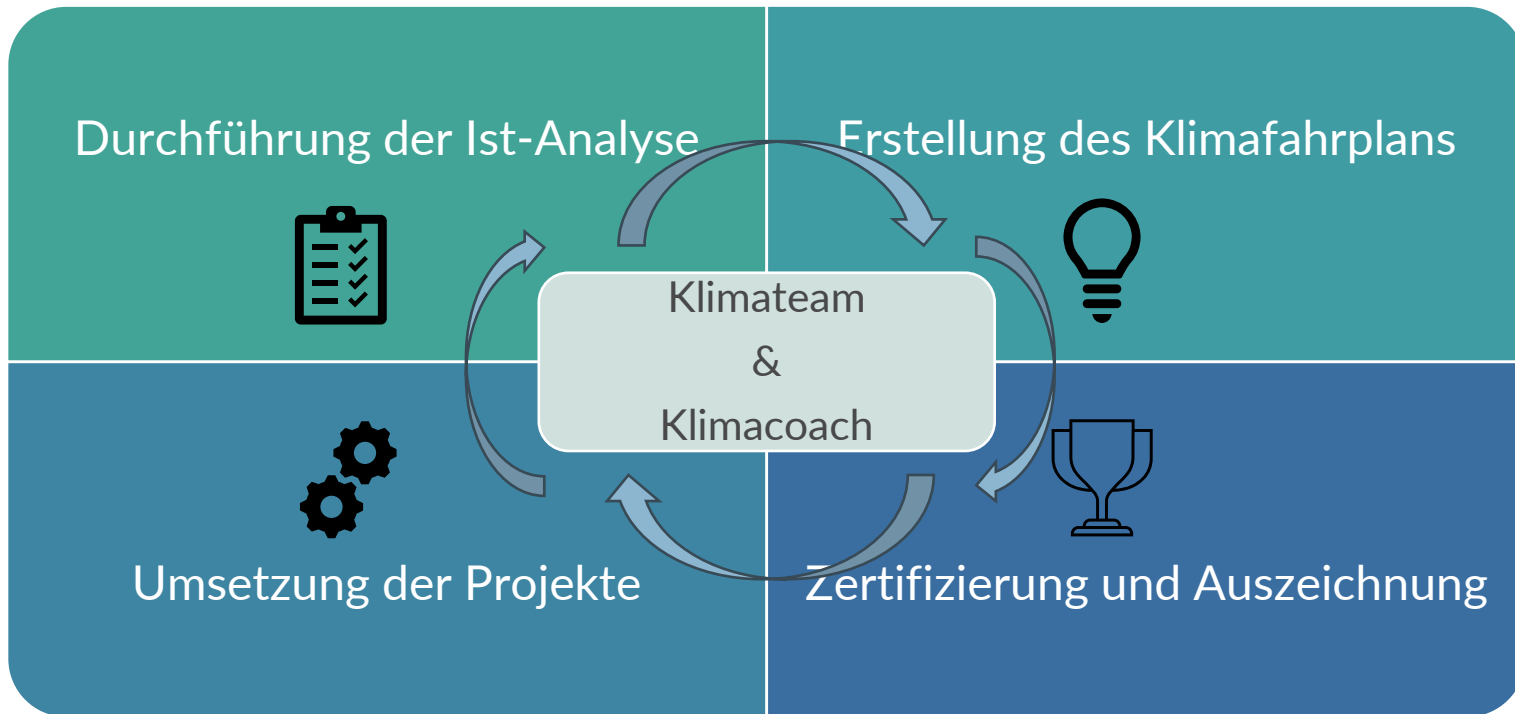 Durchführung der Ist-Analyse
Erstellung des Klimafahrplans
Klimateam
&
Klimacoach
Umsetzung der Projekte
Zertifizierung und Auszeichnung